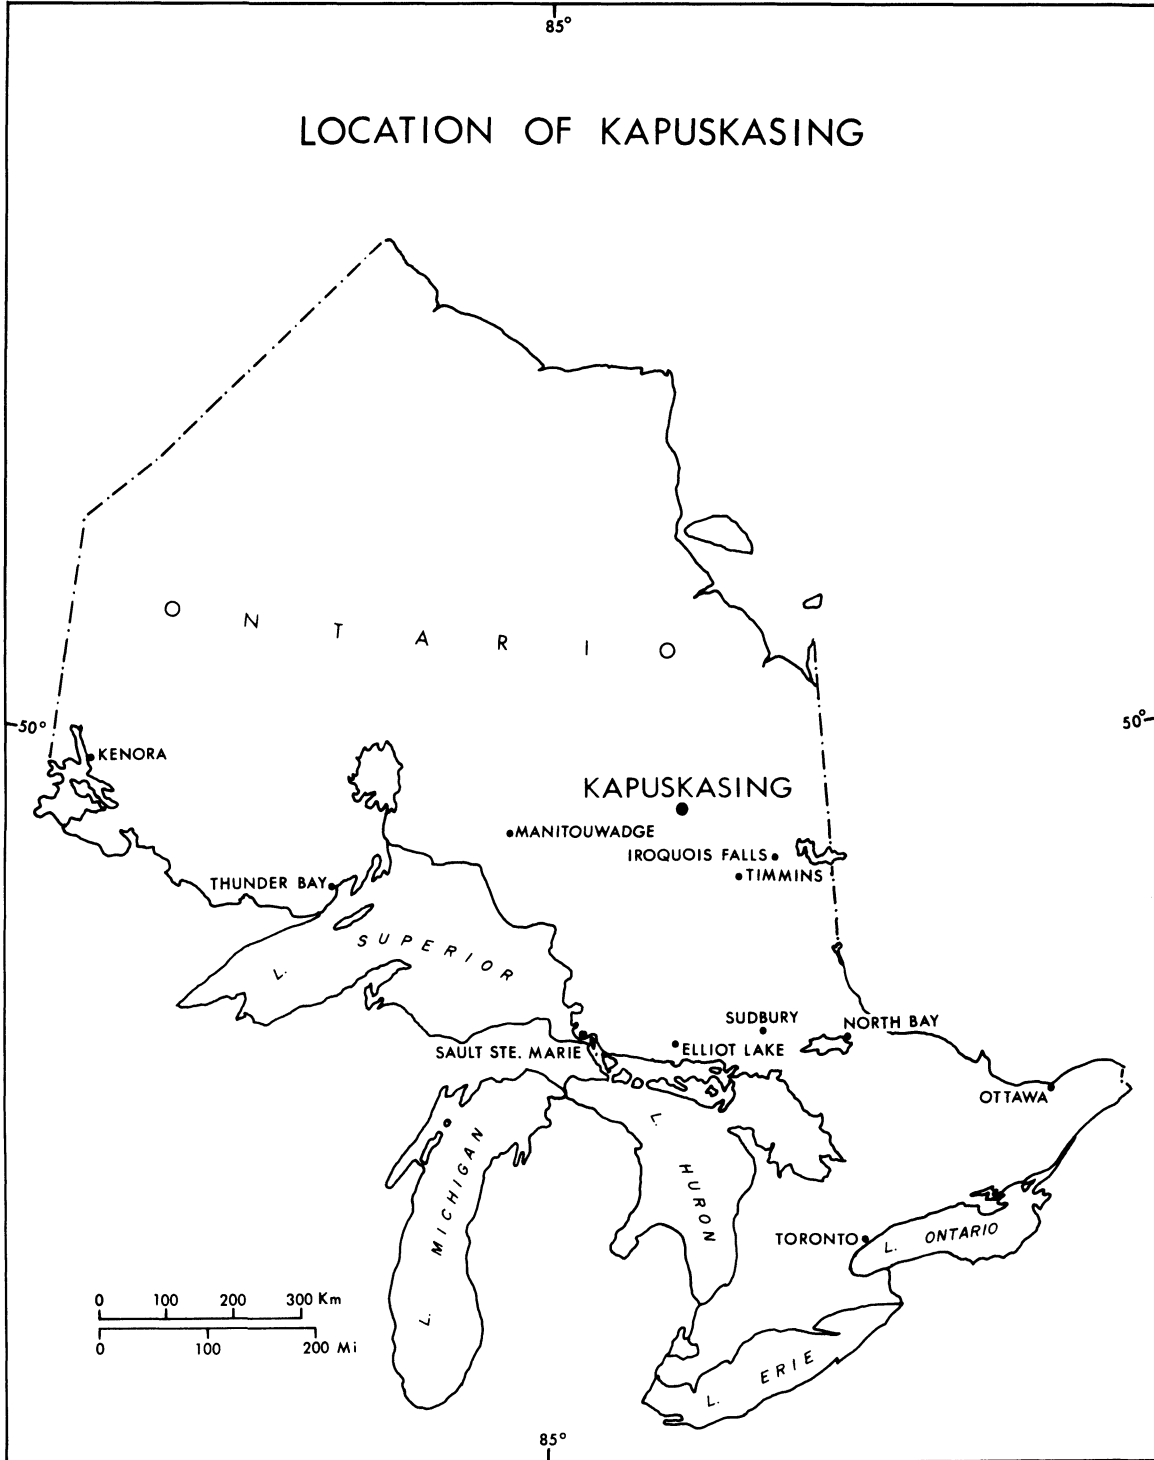 85°
LOCATION OF KAPUSKASING
O N T A R I O
50°
50°
KENORA
KAPUSKASING
MANITOUWADGE
IROQUOIS FALLS
TIMMINS
THUNDER BAY
L. SUPERIOR
SUDBURY
NORTH BAY
SAULT STE. MARIE
ELLIOT LAKE
OTTAWA
L. HURON
L. MICHIGAN
TORONTO
L. ONTARIO
0 100 200 300 Km
0 100 200 Mi
L. ERIE
85°